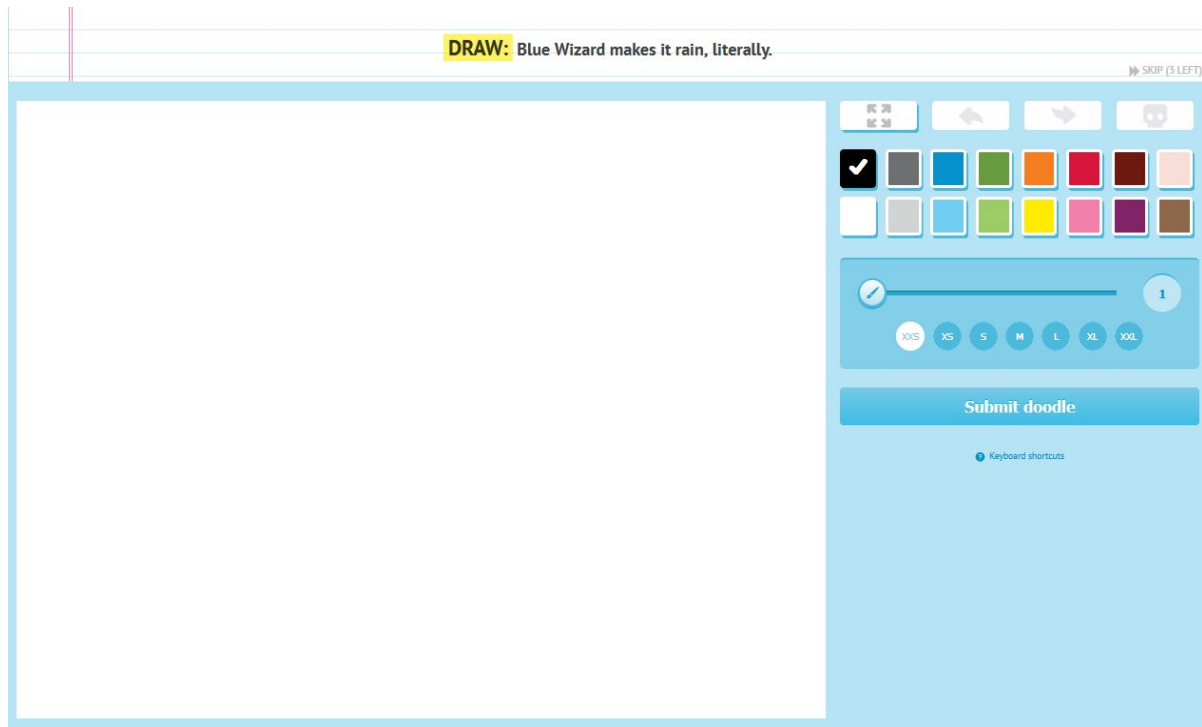 DRAW: Blue Wizard makes it rain, literally.
SKIP (3 LEFT)
1
XXS XS S M L XL XXL
Submit doodle
? Keyboard shortcuts